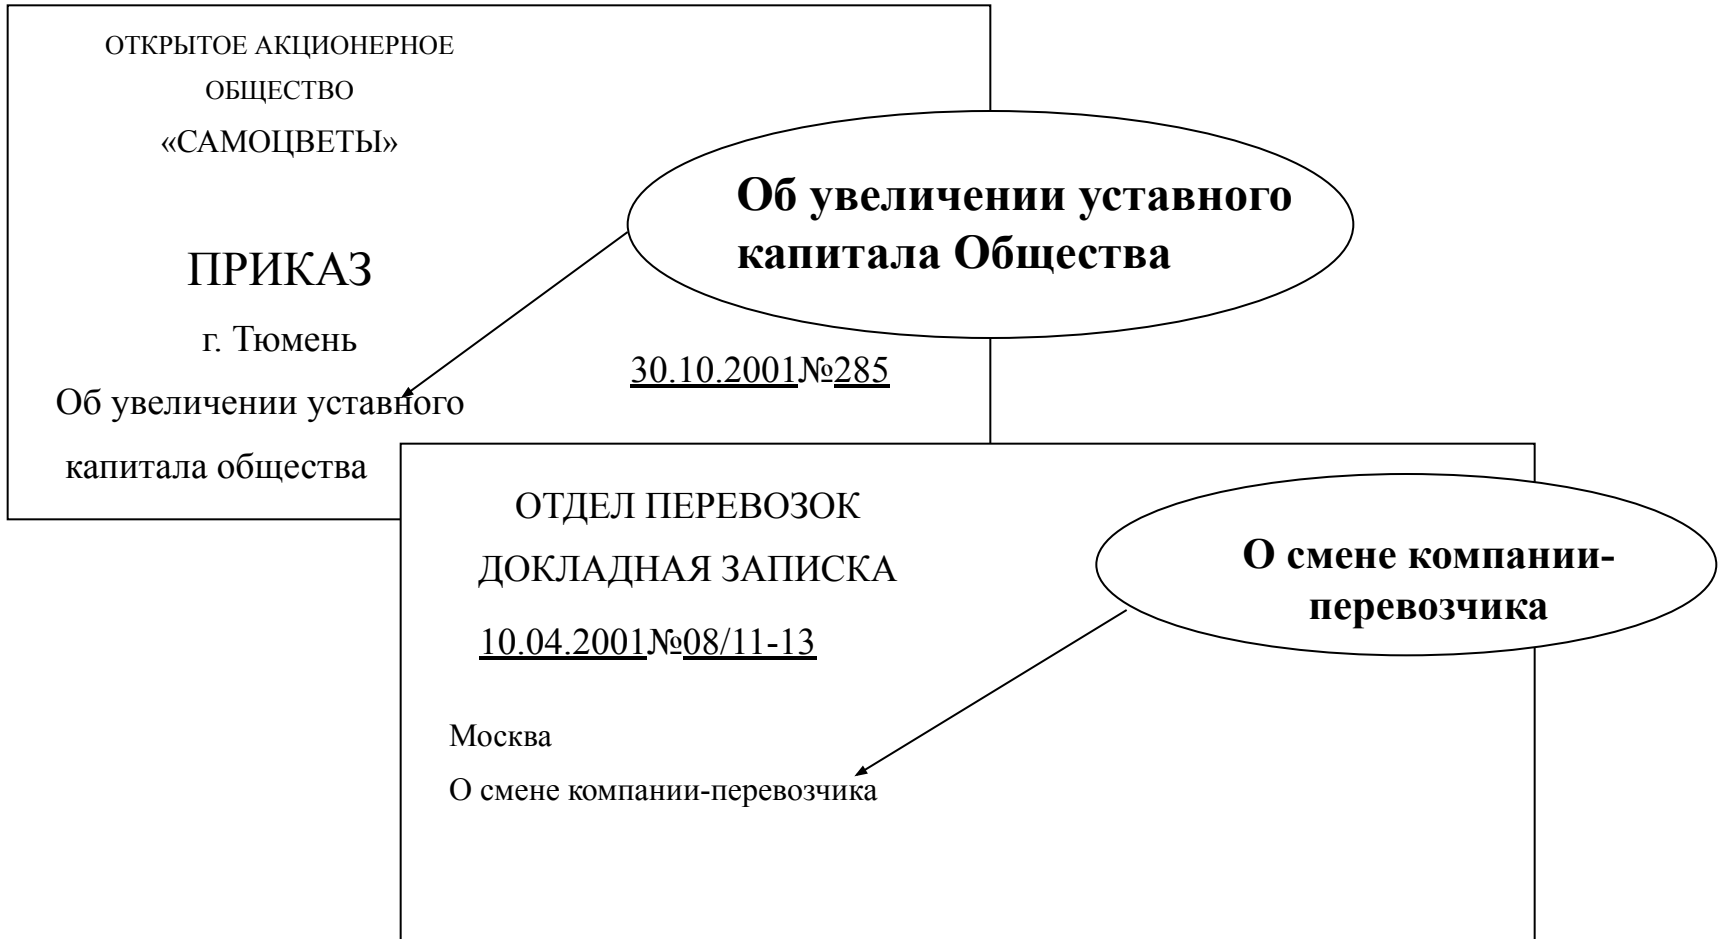 ОТКРЫТОЕ АКЦИОНЕРНОЕ
ОБЩЕСТВО
«САМОЦВЕТЫ»
ПРИКАЗ
г. Тюмень
30.10.2001№285
Об увеличении уставного
капитала общества
Об увеличении уставного
капитала Общества
ОТДЕЛ ПЕРЕВОЗОК
ДОКЛАДНАЯ ЗАПИСКА
10.04.2001№08/11-13
Москва
О смене компании-перевозчика
О смене компании-
перевозчика